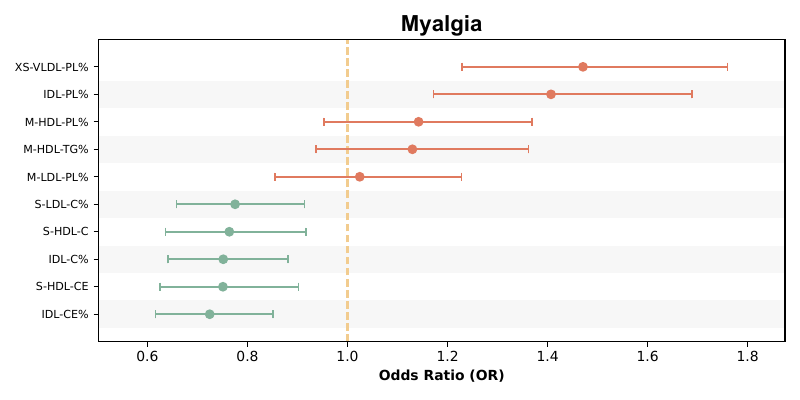 Myalgia
XS-VLDL-PL%
IDL-PL%
M-HDL-PL%
M-HDL-TG%
M-LDL-PL%
S-LDL-C%
S-HDL-C
IDL-C%
S-HDL-CE
IDL-CE%
0.6 0.8 1.0 1.2 1.4 1.6 1.8
Odds Ratio (OR)